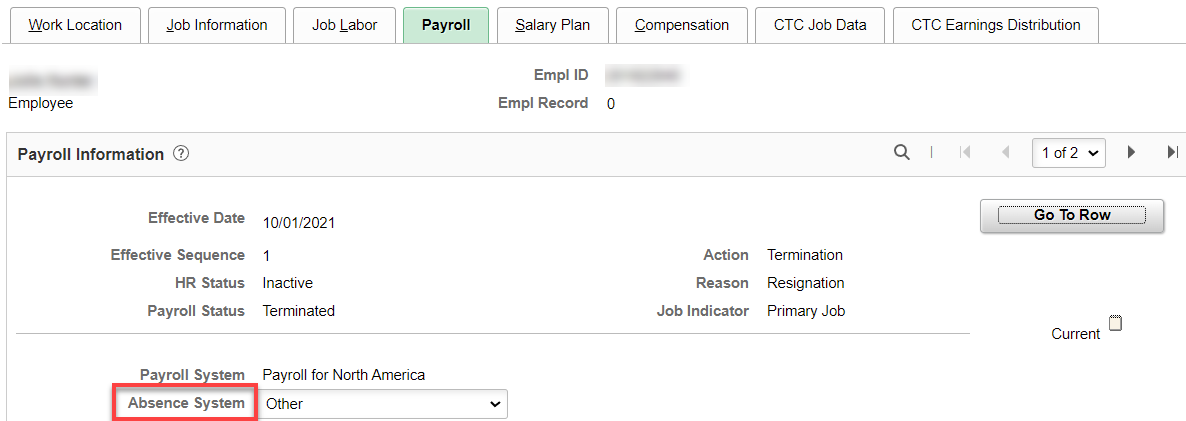 Work Location Job Information Job Labor Payroll Salary Plan Compensation CTC Job Data CTC Earnings Distribution
Empl ID
Employee Empl Record 0
Payroll Information ? 1 of 2
Effective Date 10/01/2021 Go To Row
Effective Sequence 1 Action Termination
HR Status Inactive Reason Resignation
Payroll Status Terminated Job Indicator Primary Job
Current
Payroll System Payroll for North America
Absence System Other